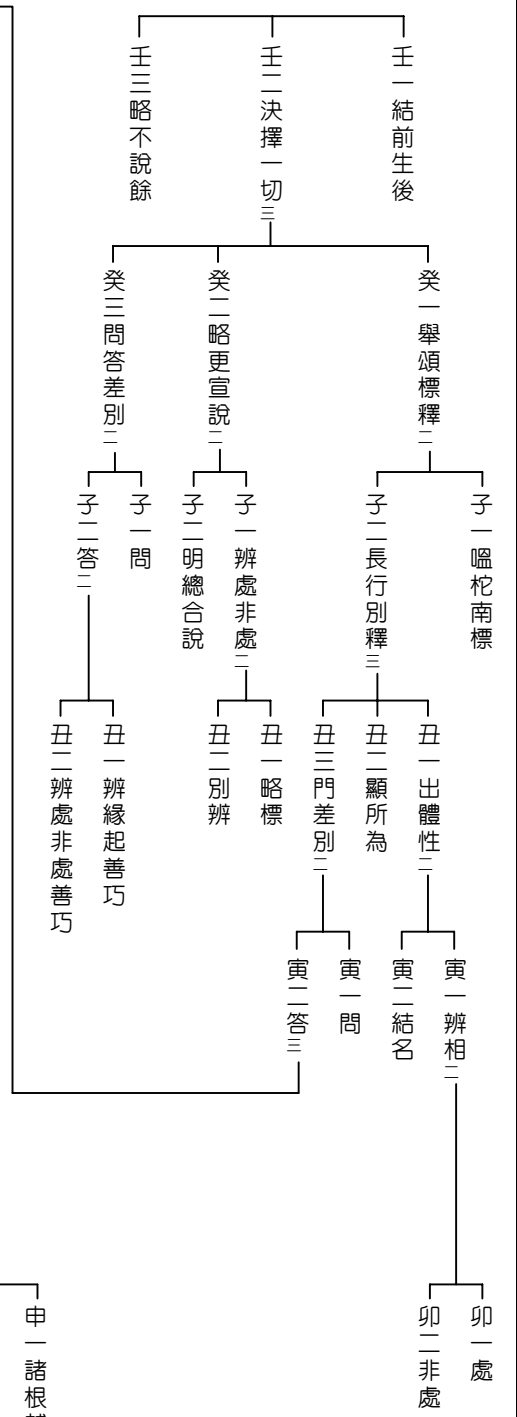 壬一結前生後
壬二決擇一切三
壬三略不說餘
癸一舉頌標釋二
癸二略更宣說二
癸三問答差別二
子一嗢柁南標
子二長行別釋三
子一辨處非處二
子二明總合說
子一問
子二答二
丑一出體性二
丑二顯所為
丑三門差別二
丑一略標
丑二別辨
丑一辨緣起善巧
丑二辨處非處善巧
寅一辨相二
寅二結名
寅一問
寅二答三
卯一處
卯二非處
申一諸根